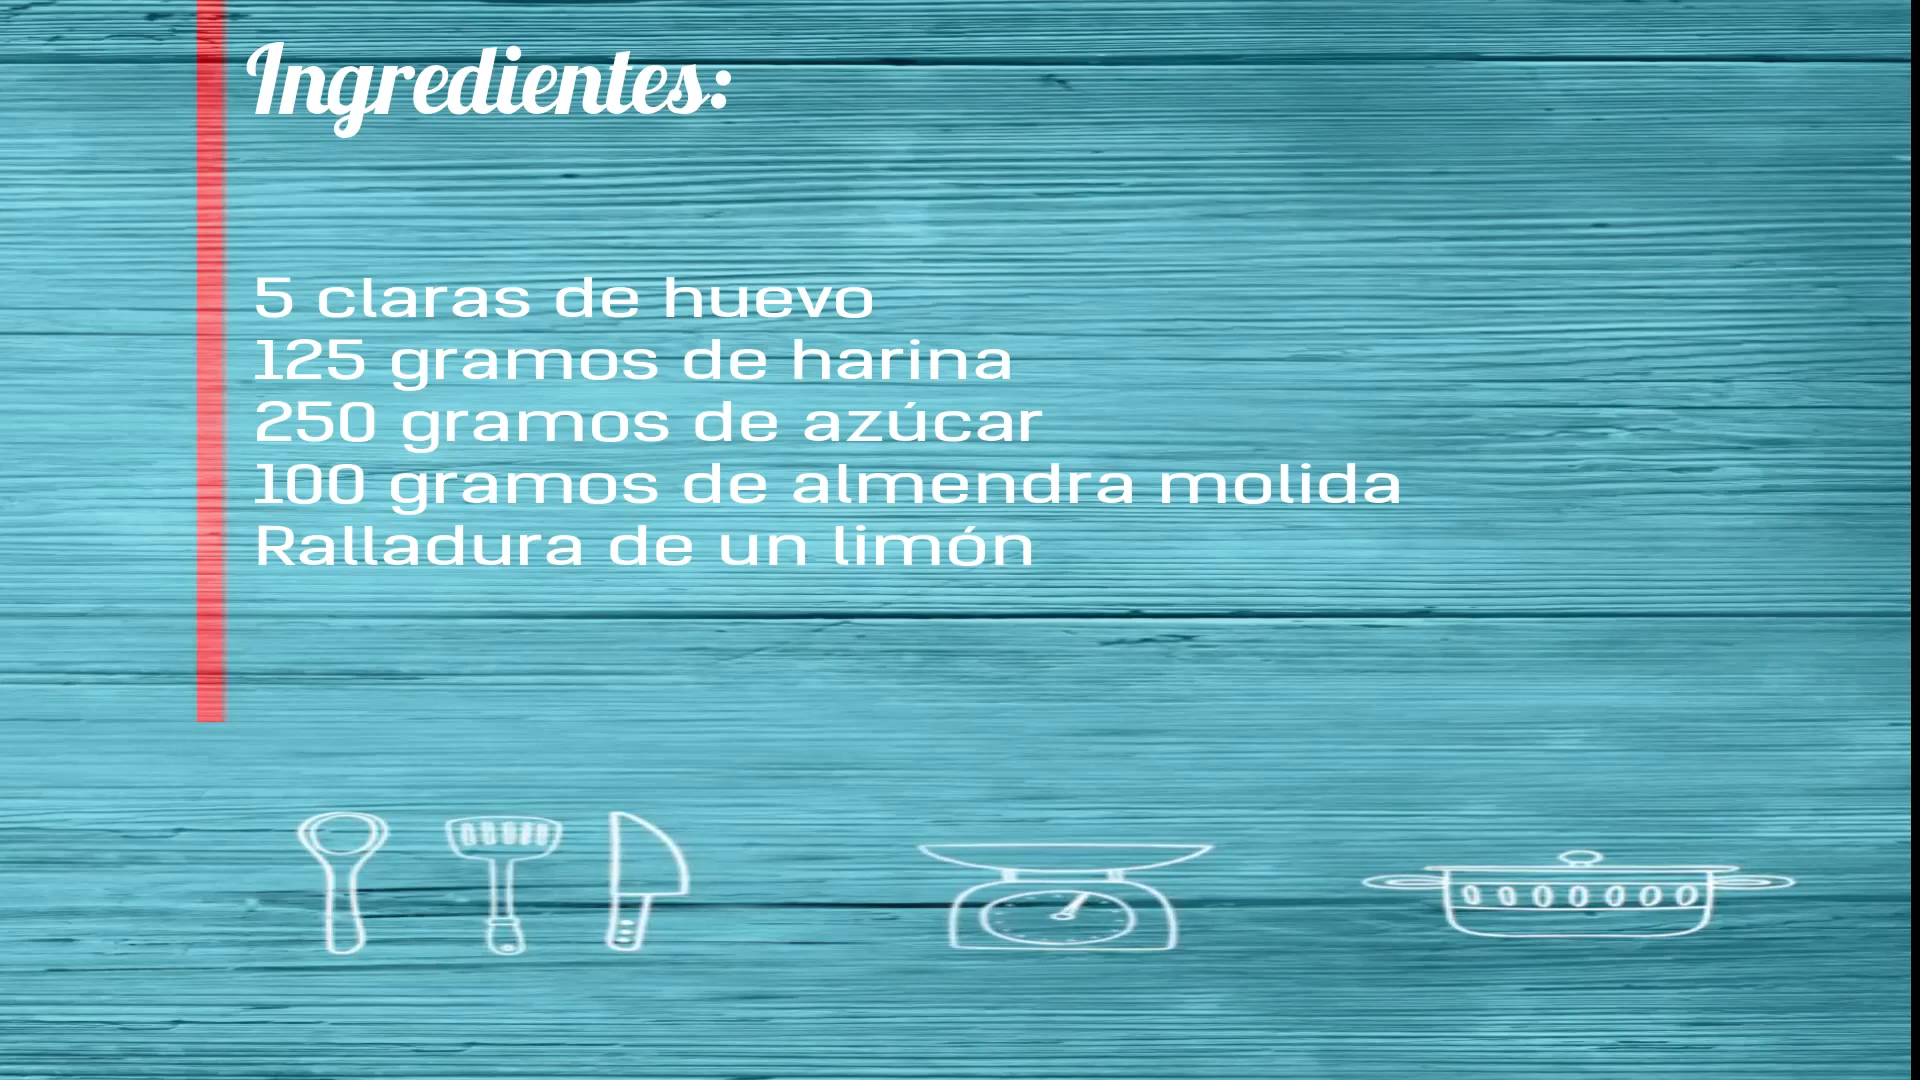 Ingredientes:
5 claras de huevo
125 gramos de harina
250 gramos de azúcar
100 gramos de almendra molida
Ralladura de un limón